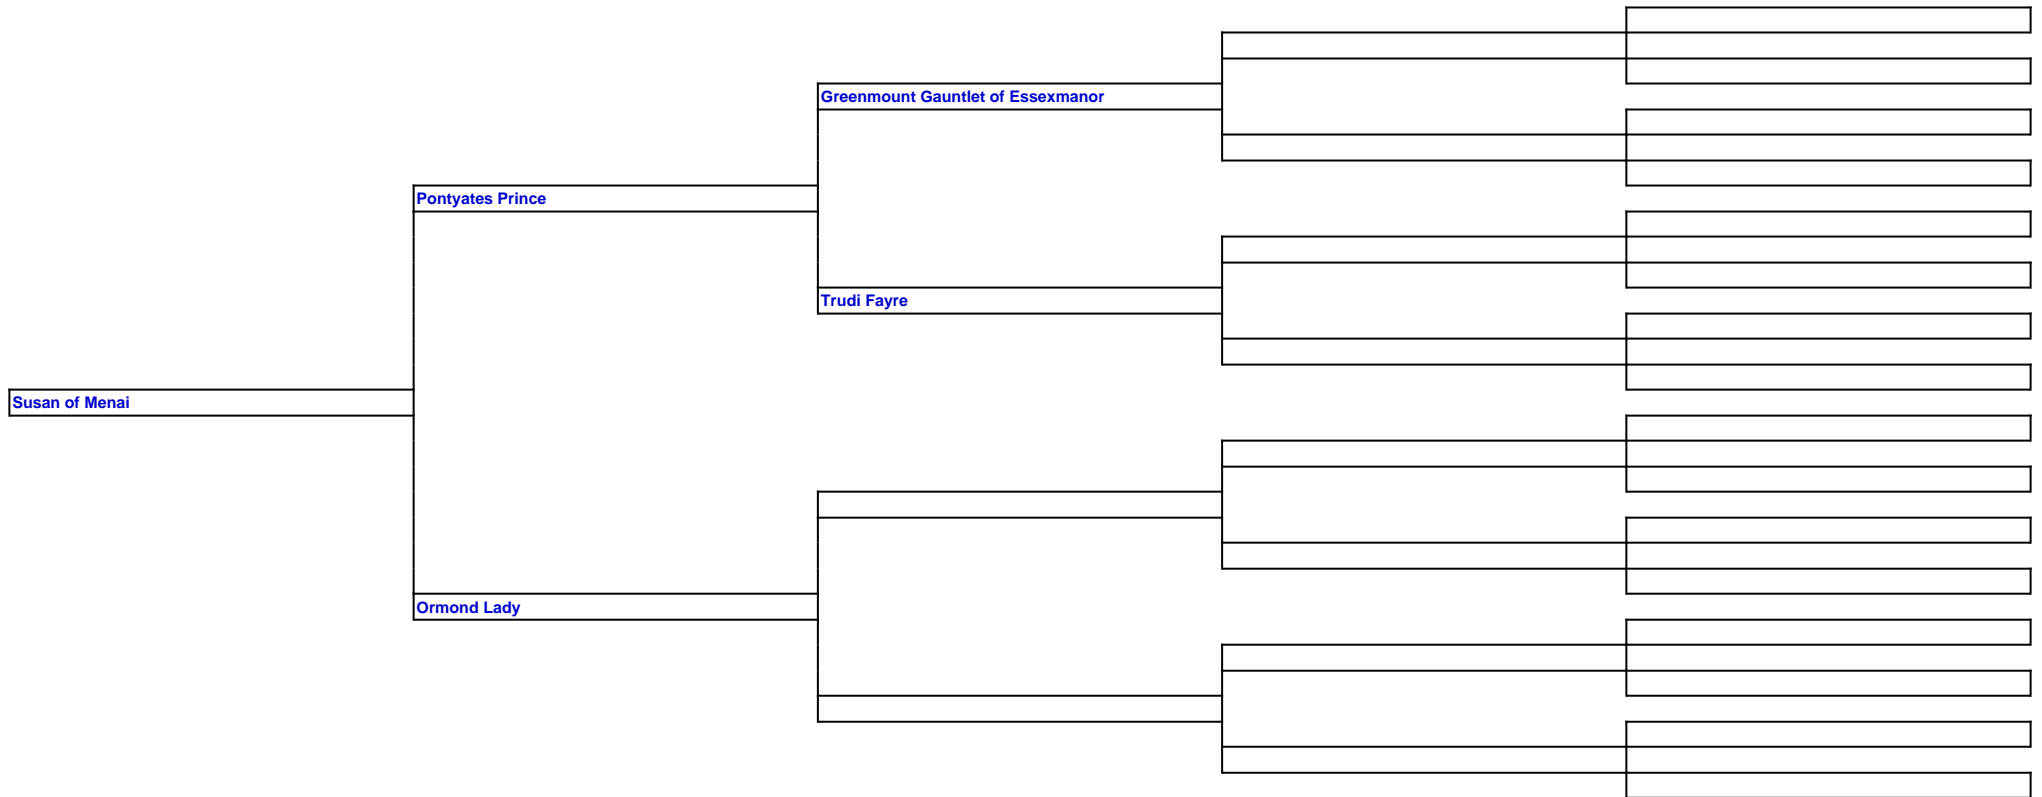 Greenmount Gauntlet of Essexmanor
Pontyates Prince
Trudi Fayre
Susan of Menai
Ormond Lady